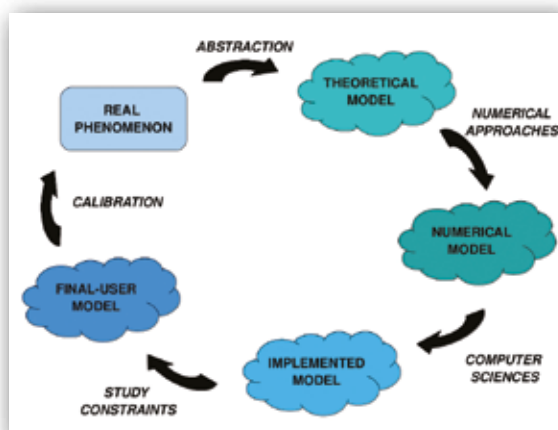 ABSTRACTION
THEORETICAL
MODEL
REAL
PHENOMENON
NUMERICAL
APPROACHES
CALIBRATION
NUMERICAL
MODEL
FINAL-USER
MODEL
IMPLEMENTED
MODEL
COMPUTER
SCIENCES
STUDY
CONSTRAINTS